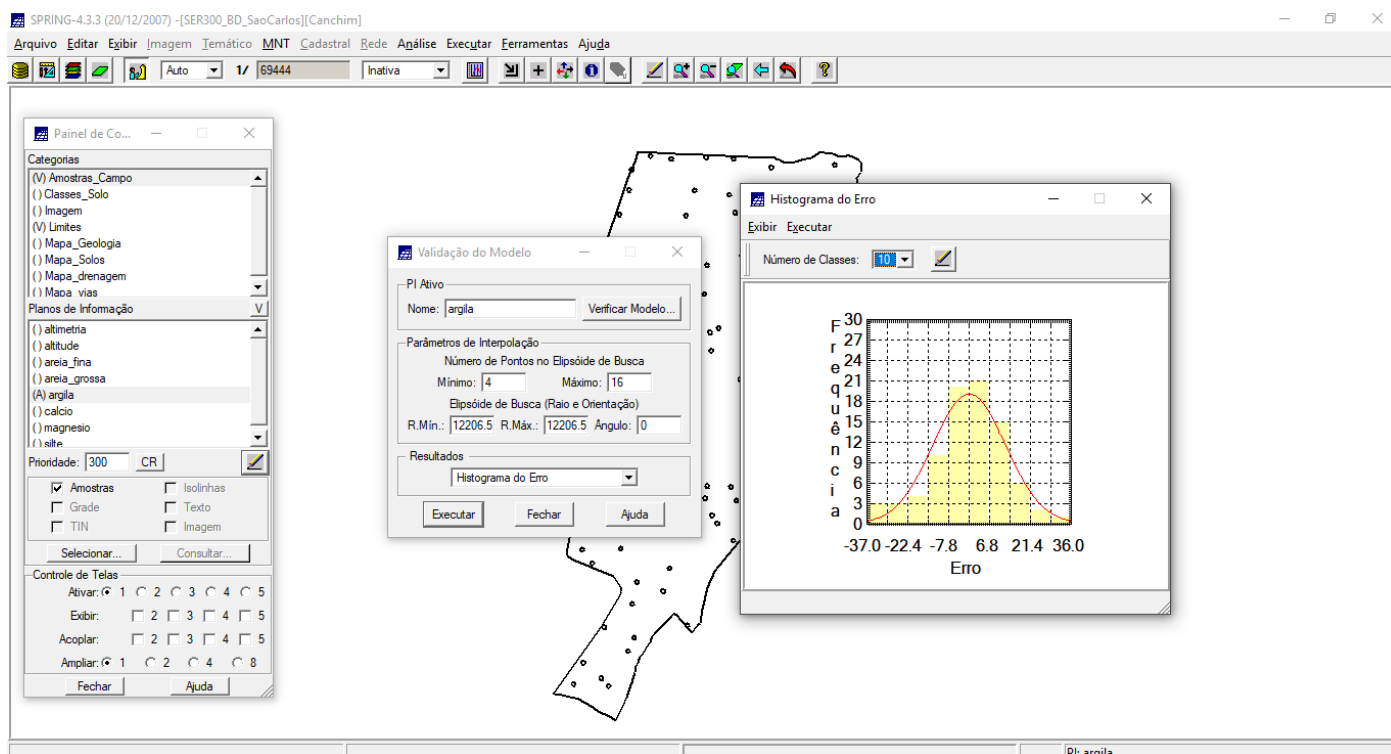 SPRING-4.3.3 (20/12/2007) -[SER300_BD_SaoCarlos][Canchim]
Arquivo Editar Exibir Imagem Temático MNT Cadastral Rede Análise Executar Ferramentas Ajuda
Auto 1/ 69444 Inativa
Painel de Co...
Categorias
(V) Amostras_Campo
() Classes_Solo
() Imagem
(V) Limites
() Mapa_Geologia
() Mapa_Solos
() Mapa_drenagem
() Mapa_vias
Planos de Informação V
() altimetria
() altitude
() areia_fina
() areia_grossa
(A) argila
() calcio
() magnesio
() silte
Prioridade: 300 CR
Amostras Isolinhas
Grade Texto
TIN Imagem
Selecionar... Consultar...
Controle de Telas
Ativar: 1 2 3 4 5
Exibir: 2 3 4 5
Acoplar: 2 3 4 5
Ampliar: 1 2 4 8
Fechar Ajuda
Validação do Modelo
PI Ativo
Nome: argila Verificar Modelo...
Parâmetros de Interpolação
Número de Pontos no Elipsóide de Busca
Mínimo: 4 Máximo: 16
Elipsóide de Busca (Raio e Orientação)
R.Mín.: 12206.5 R.Máx.: 12206.5 Angulo: 0
Resultados
Histograma do Erro
Executar Fechar Ajuda
Histograma do Erro
Exibir Executar
Número de Classes: 10
Frequência
30
27
24
21
18
15
12
9
6
3
0
-37.0 -22.4 -7.8 6.8 21.4 36.0
Erro
PI: argila